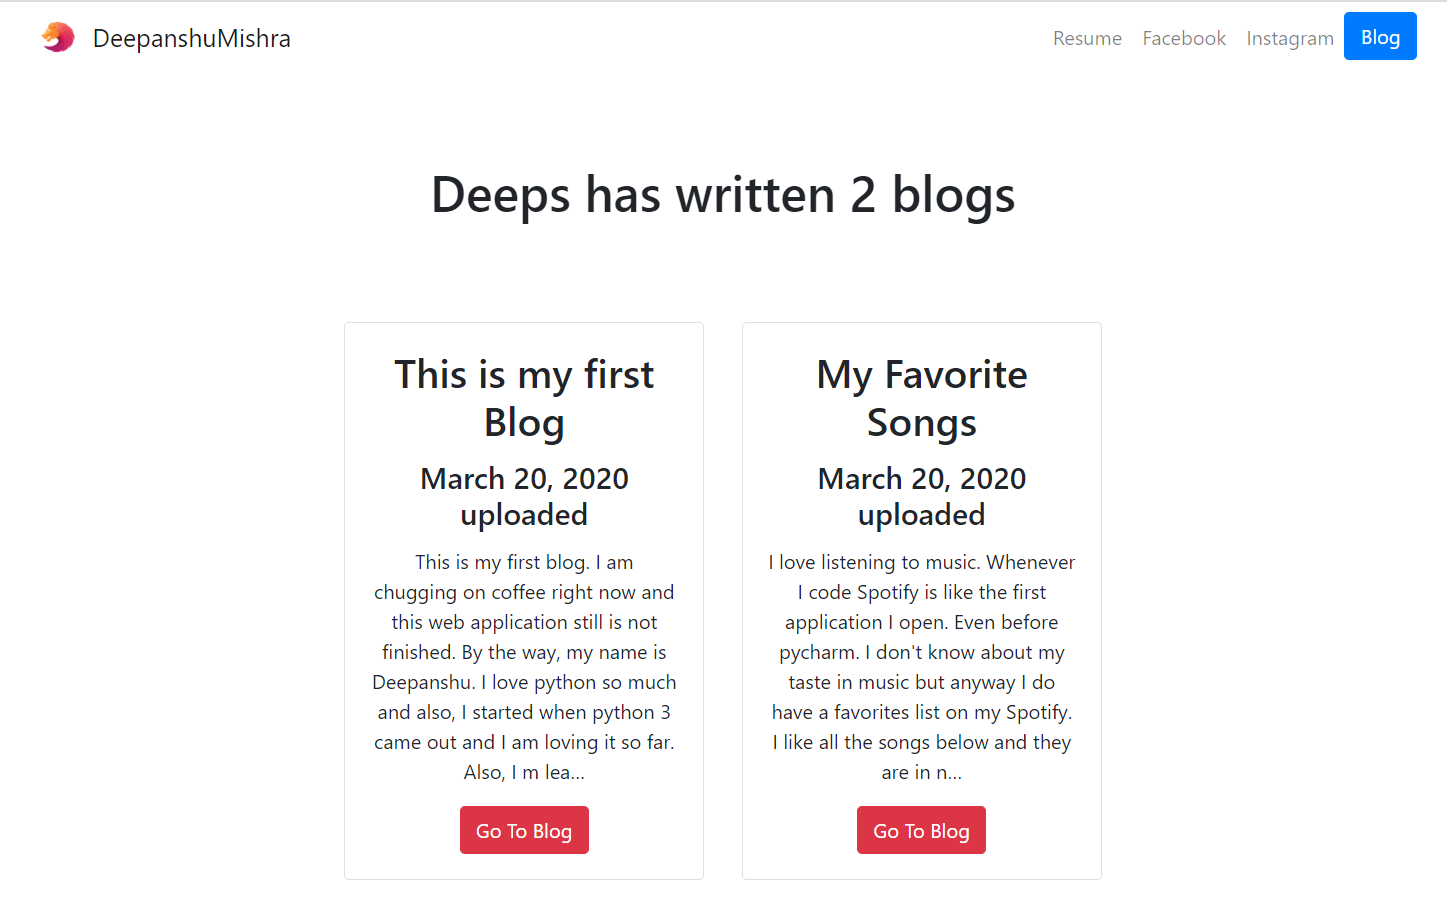 DeepanshuMishra
Resume Facebook Instagram Blog
Deeps has written 2 blogs
This is my first
Blog
March 20, 2020
uploaded
This is my first blog. I am
chugging on coffee right now and
this web application still is not
finished. By the way, my name is
Deepanshu. I love python so much
and also, I started when python 3
came out and I am loving it so far.
Also, I m lea…
Go To Blog
My Favorite
Songs
March 20, 2020
uploaded
I love listening to music. Whenever
I code Spotify is like the first
application I open. Even before
pycharm. I don't know about my
taste in music but anyway I do
have a favorites list on my Spotify.
I like all the songs below and they
are in n…
Go To Blog